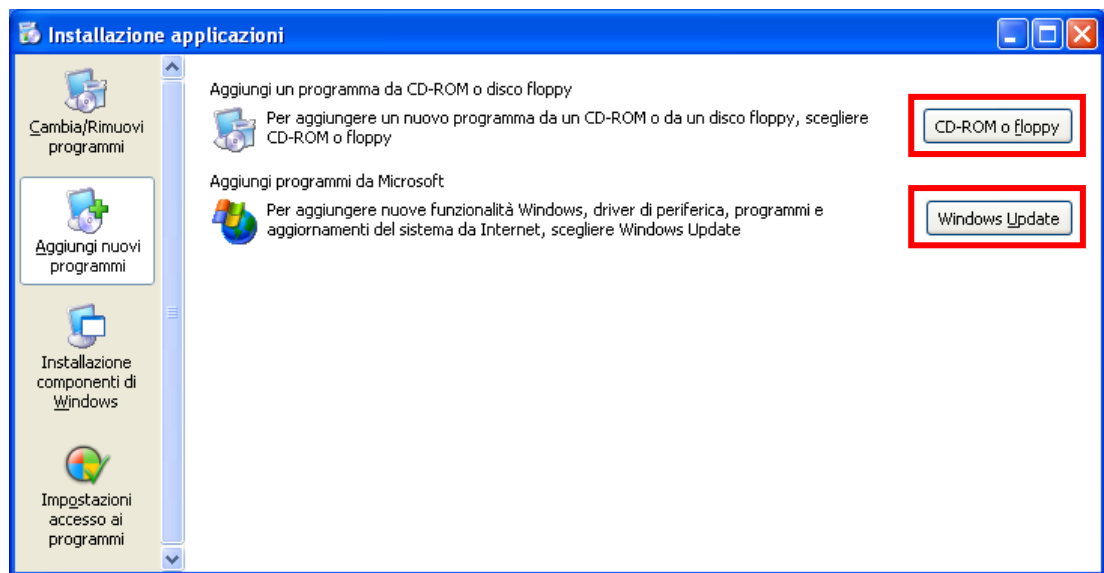 Installazione applicazioni
Cambia/Rimuovi
programmi
Aggiungi nuovi
programmi
Installazione
componenti di
Windows
Impostazioni
accesso ai
programmi
Aggiungi un programma da CD-ROM o disco floppy
Per aggiungere un nuovo programma da un CD-ROM o da un disco floppy, scegliere
CD-ROM o floppy
CD-ROM o floppy
Aggiungi programmi da Microsoft
Per aggiungere nuove funzionalità Windows, driver di periferica, programmi e
aggiornamenti del sistema da Internet, scegliere Windows Update
Windows Update